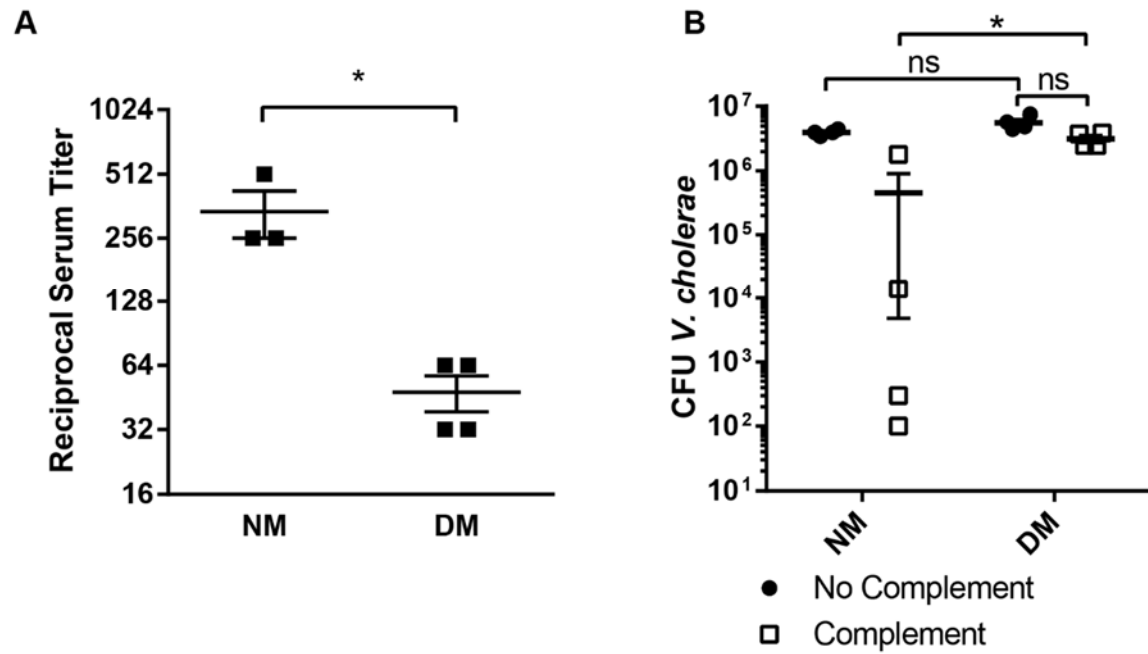 A
Reciprocal Serum Titer
1024
512
256
128
64
32
16
*
NM
DM
B
CFU V. cholerae
10⁷
10⁶
10⁵
10⁴
10³
10²
10¹
*
ns
ns
NM
DM
No Complement
Complement